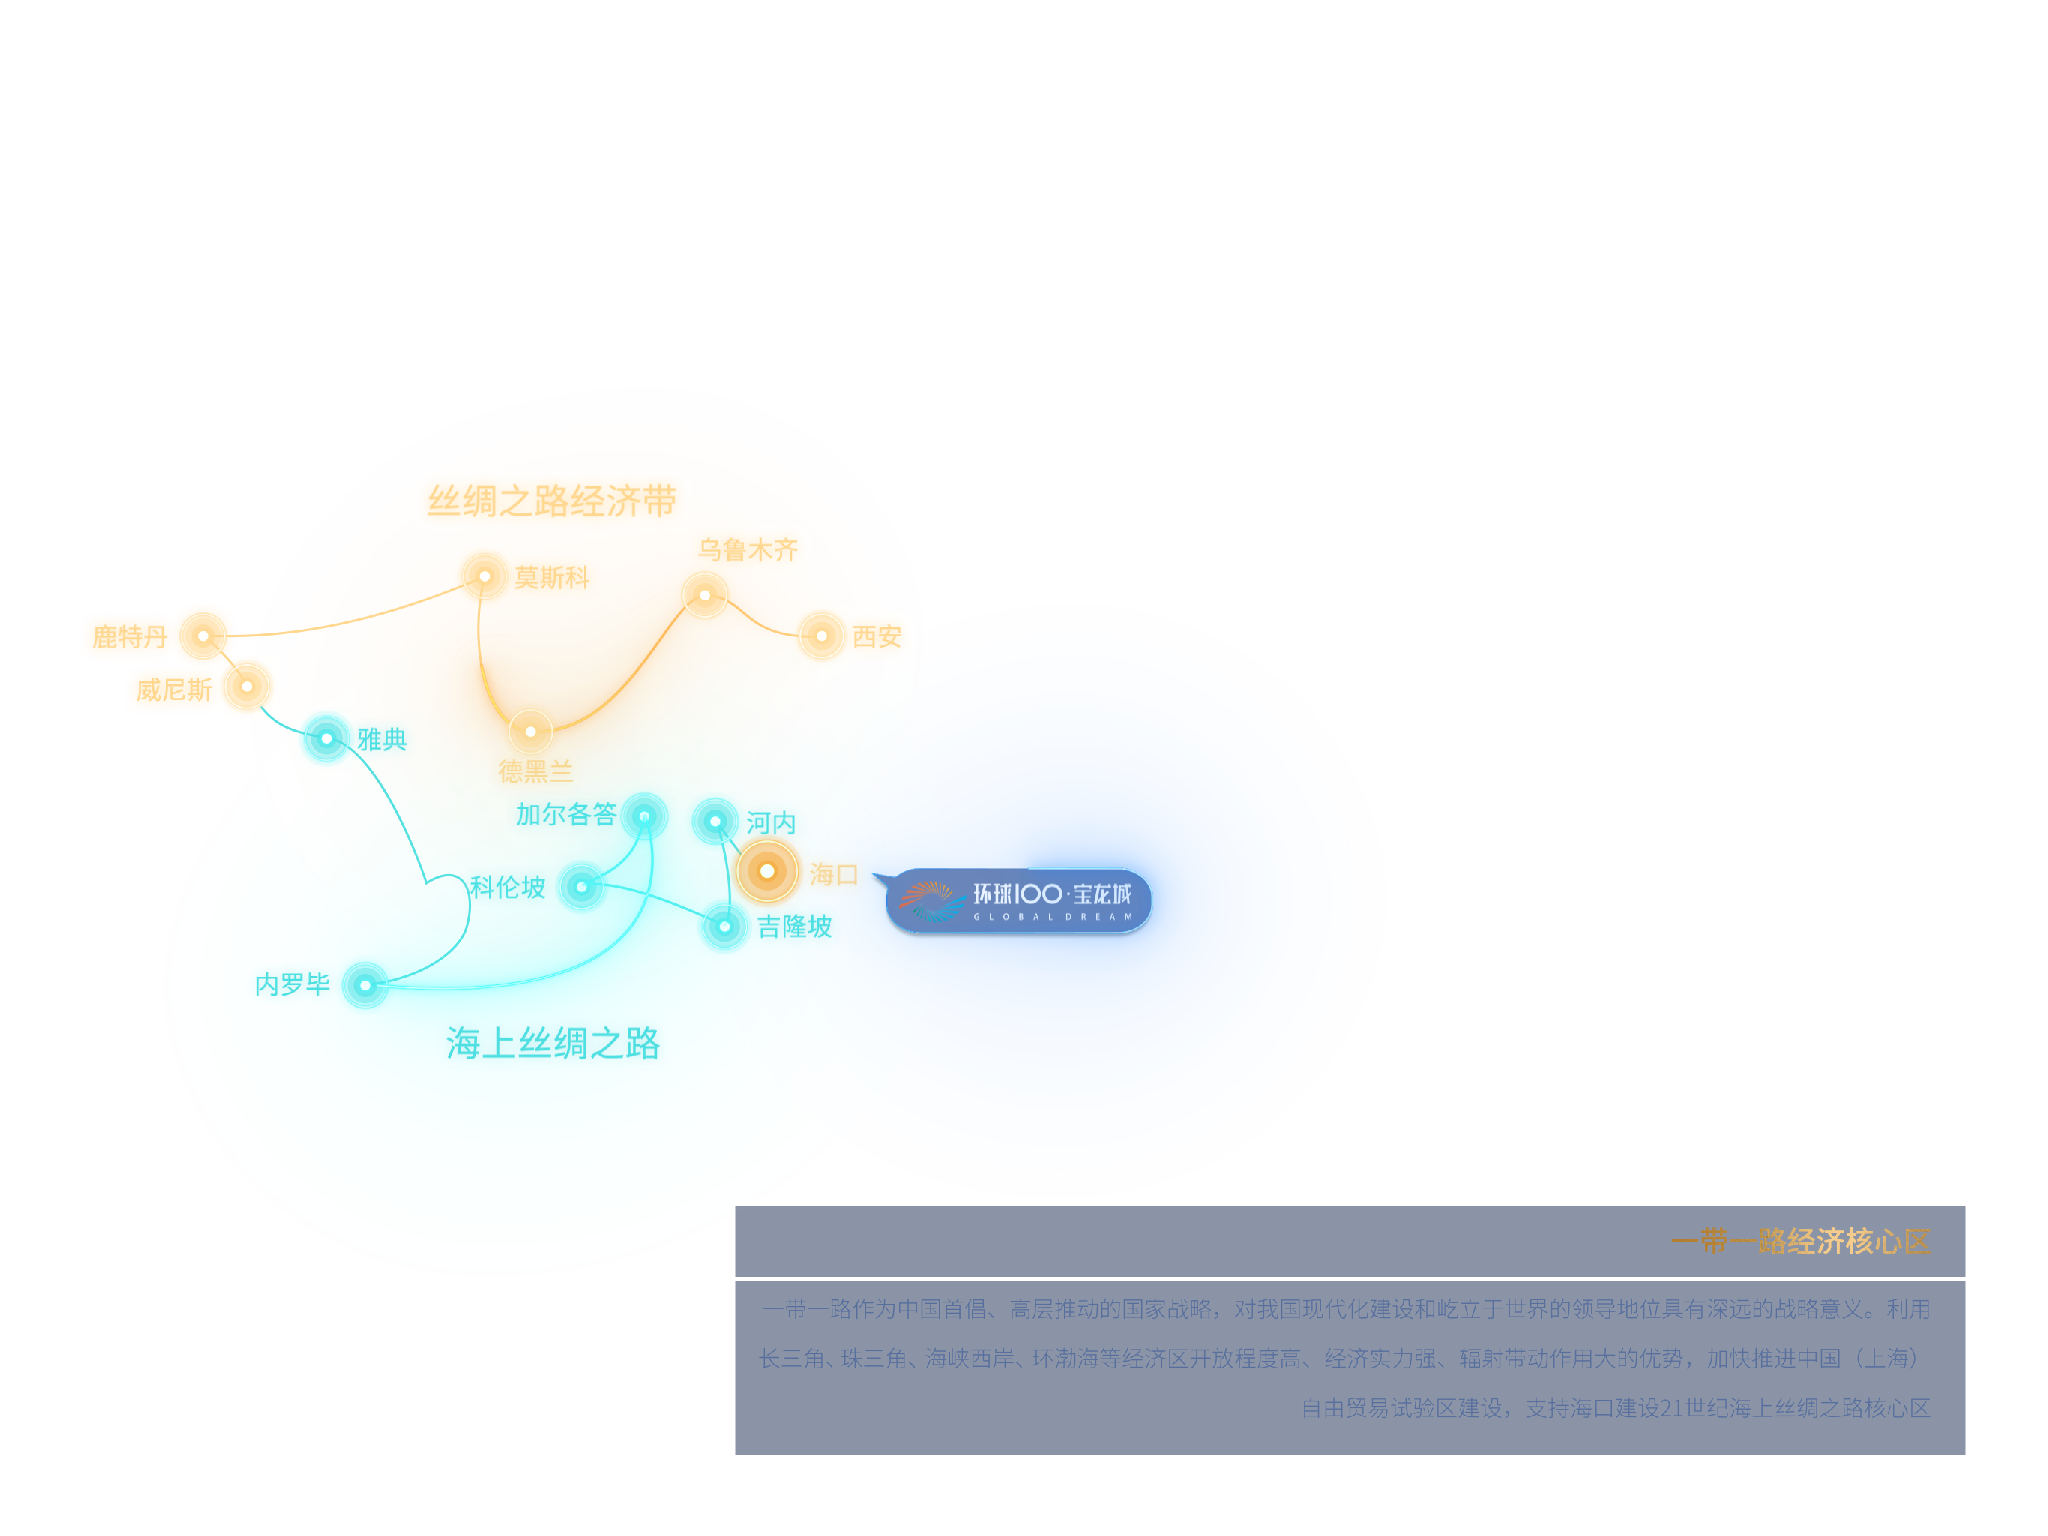 丝绸之路经济带
乌鲁木齐
莫斯科
鹿特丹
西安
威尼斯
雅典
德黑兰
加尔各答
河内
海口
科伦坡
环球100·宝龙城
GLOBAL DREAM
吉隆坡
内罗毕
海上丝绸之路
一带一路经济核心区
一带一路作为中国首倡、高层推动的国家战略，对我国现代化建设和屹立于世界的领导地位具有深远的战略意义。利用
长三角、珠三角、海峡西岸、环渤海等经济区开放程度高、经济实力强、辐射带动作用大的优势，加快推进中国（上海）
自由贸易试验区建设，支持海口建设21世纪海上丝绸之路核心区